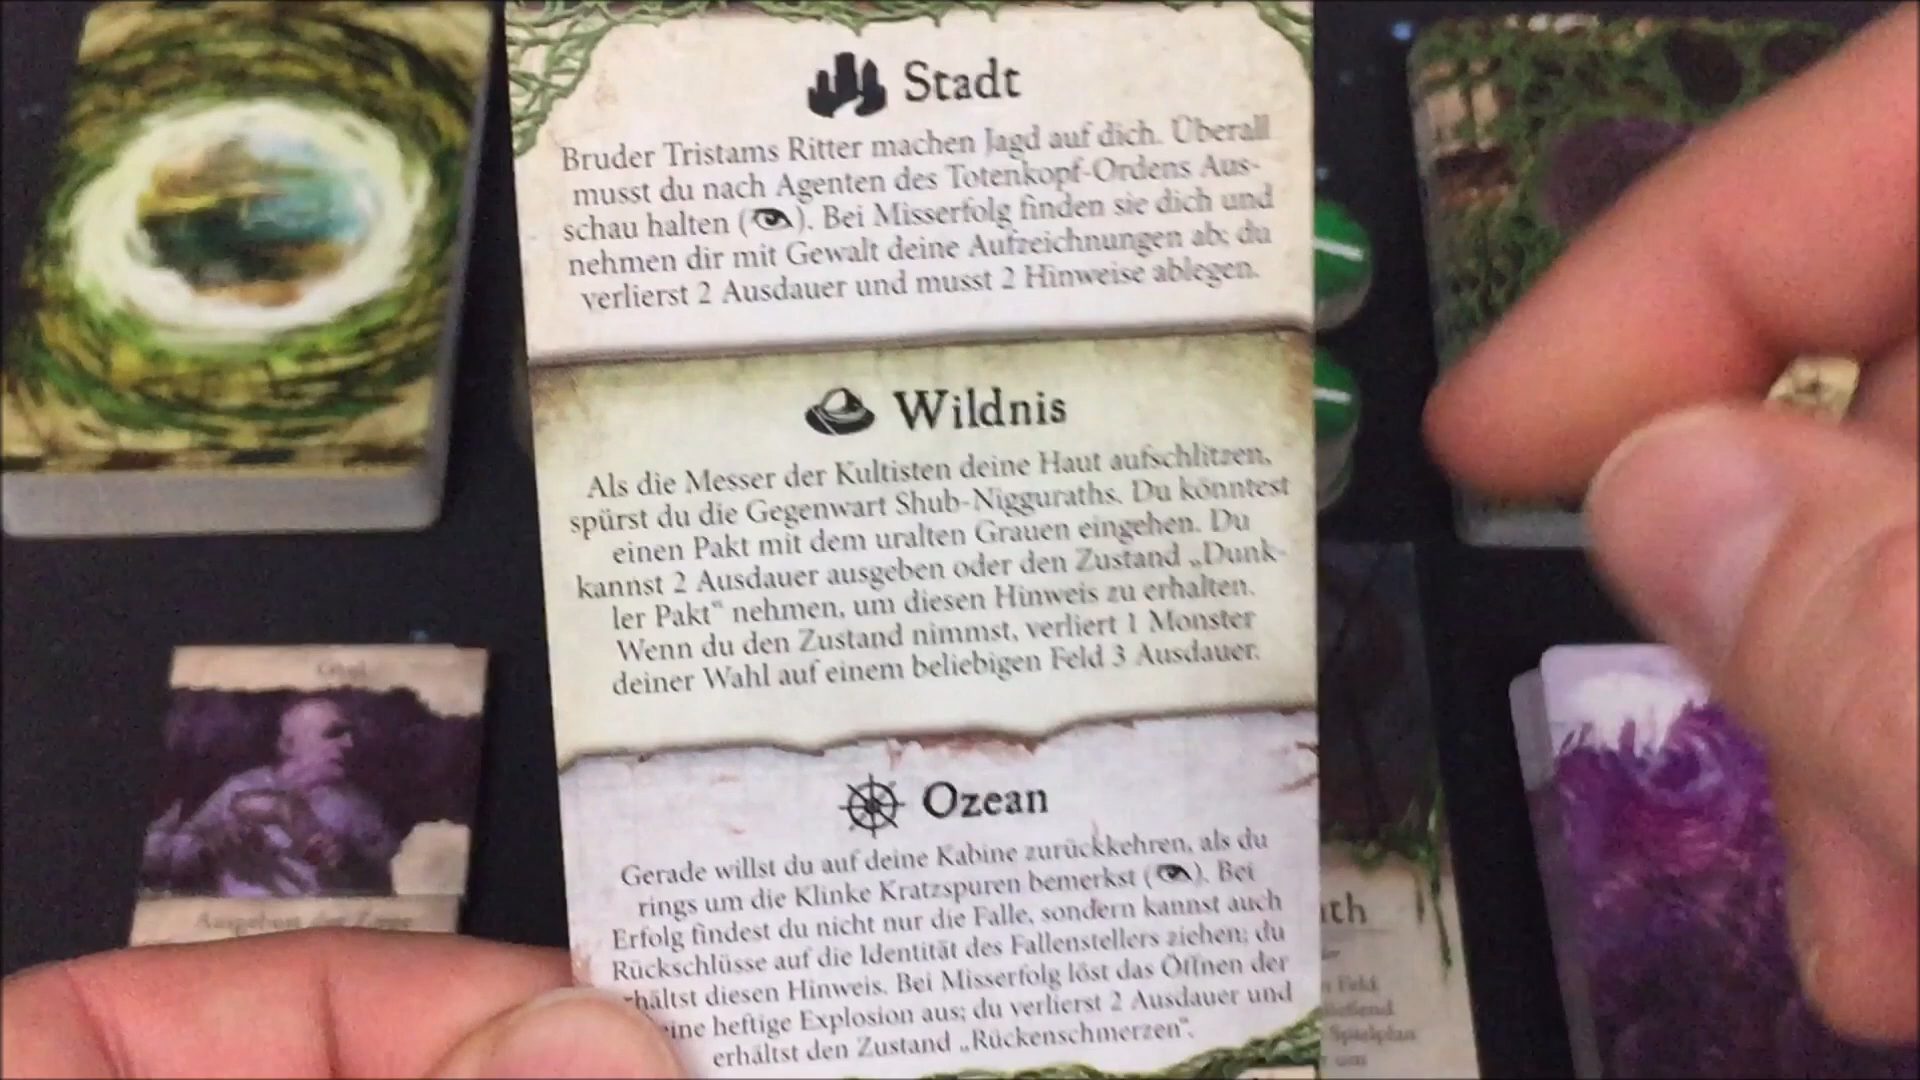 Stadt
Bruder Tristams Ritter machen Jagd auf dich. Überall
musst du nach Agenten des Totenkopf-Ordens Aus-
schau halten ( ). Bei Misserfolg finden sie dich und
nehmen dir mit Gewalt deine Aufzeichnungen ab; du
verlierst 2 Ausdauer und musst 2 Hinweise ablegen.
Wildnis
Als die Messer der Kultisten deine Haut aufschlitzen,
spürst du die Gegenwart Shub-Nigguraths. Du könntest
einen Pakt mit dem uralten Grauen eingehen. Du
kannst 2 Ausdauer ausgeben oder den Zustand „Dunk-
ler Pakt“ nehmen, um diesen Hinweis zu erhalten.
Wenn du den Zustand nimmst, verliert 1 Monster
deiner Wahl auf einem beliebigen Feld 3 Ausdauer.
Ozean
Gerade willst du auf deine Kabine zurückkehren, als du
rings um die Klinke Kratzspuren bemerkst ( ). Bei
Erfolg findest du nicht nur die Falle, sondern kannst auch
Rückschlüsse auf die Identität des Fallenstellers ziehen; du
erhältst diesen Hinweis. Bei Misserfolg löst das Öffnen der
eine heftige Explosion aus; du verlierst 2 Ausdauer und
erhältst den Zustand „Rückenschmerzen“.
Ghul
ath
Feld
Spielplan
um